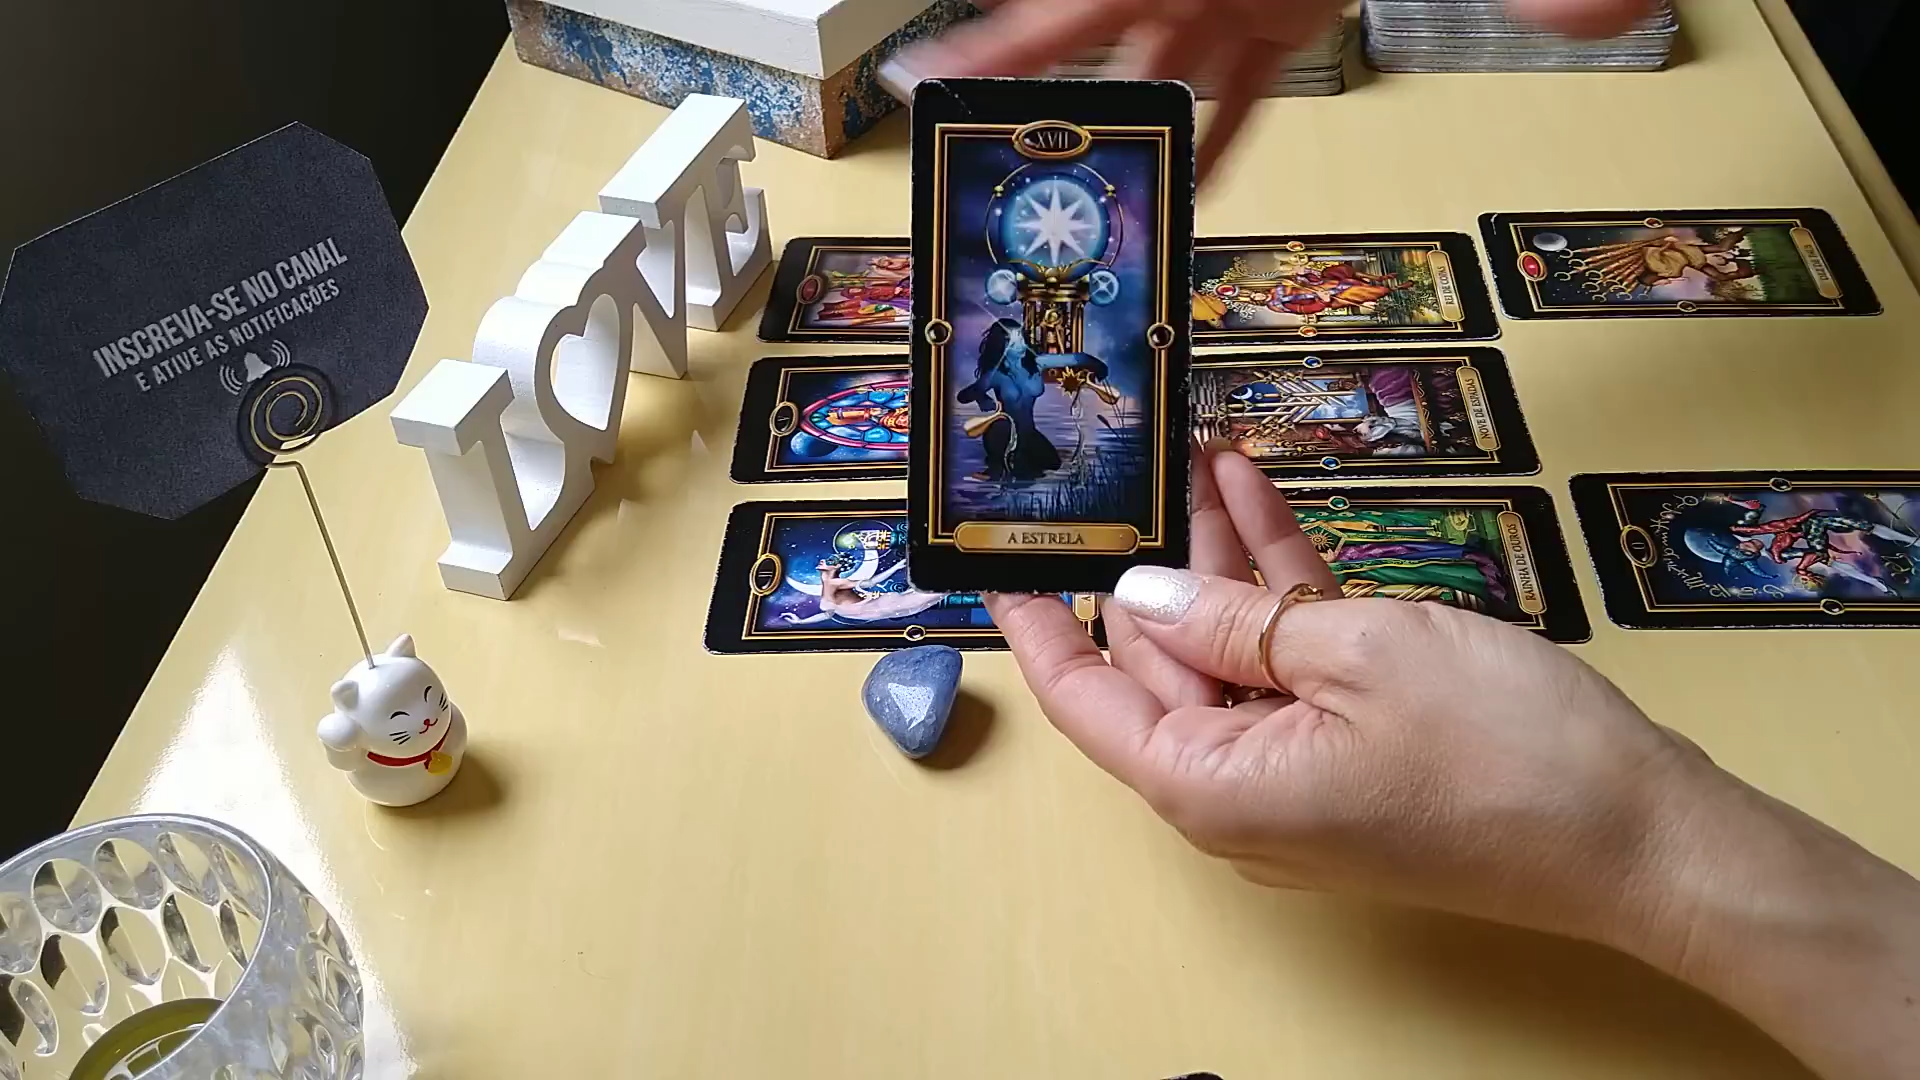 INSCREVA-SE NO CANAL
E ATIVE AS NOTIFICAÇÕES
LOVE
XVII
A ESTRELA
REI DE COPAS
NOVE DE ESPADAS
RAINHA DE OUROS
II